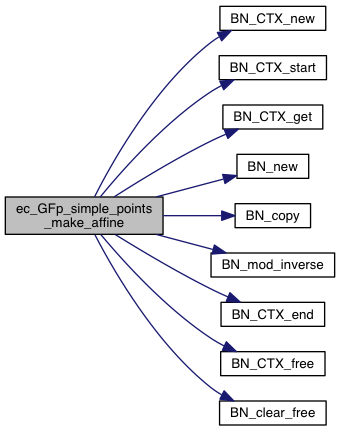 BN_CTX_new
BN_CTX_start
BN_CTX_get
BN_new
ec_GFp_simple_points
_make_affine
BN_copy
BN_mod_inverse
BN_CTX_end
BN_CTX_free
BN_clear_free